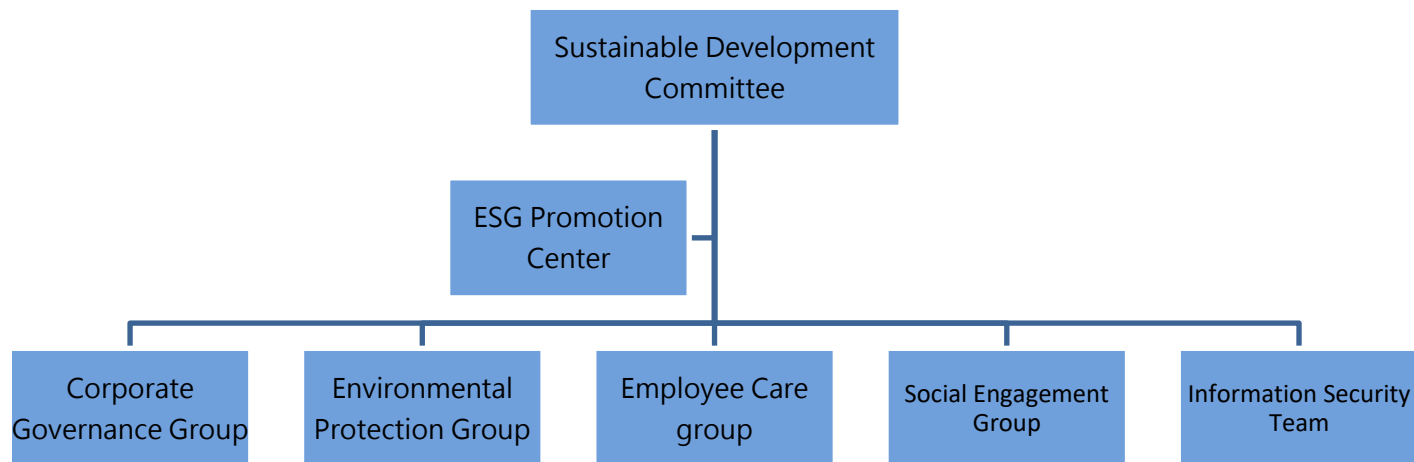 Sustainable Development
Committee
ESG Promotion
Center
Corporate
Governance Group
Environmental
Protection Group
Employee Care
group
Social Engagement
Group
Information Security
Team